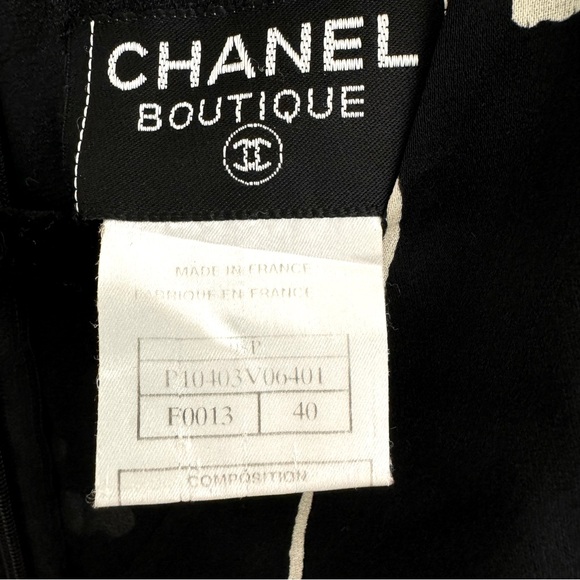 CHANEL
BOUTIQUE
MADE IN FRANCE
FABRIQUE EN FRANCE
P10403V06401
F0013 40
COMPOSITION